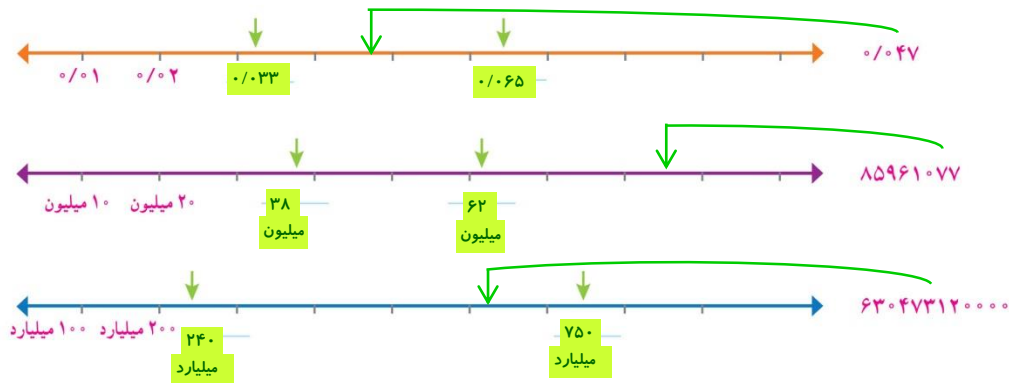 ۰/۰۱ ۰/۰۲ ۰/۰۳۳ ۰/۰۶۵ ۰/۰۴۷
۱۰ میلیون ۲۰ میلیون ۳۸ میلیون ۶۲ میلیون ۸۵۹۶۱۰۷۷
۱۰۰ میلیارد ۲۰۰ میلیارد ۲۴۰ میلیارد ۷۵۰ میلیارد ۶۳۰۴۷۳۱۲۰۰۰۰